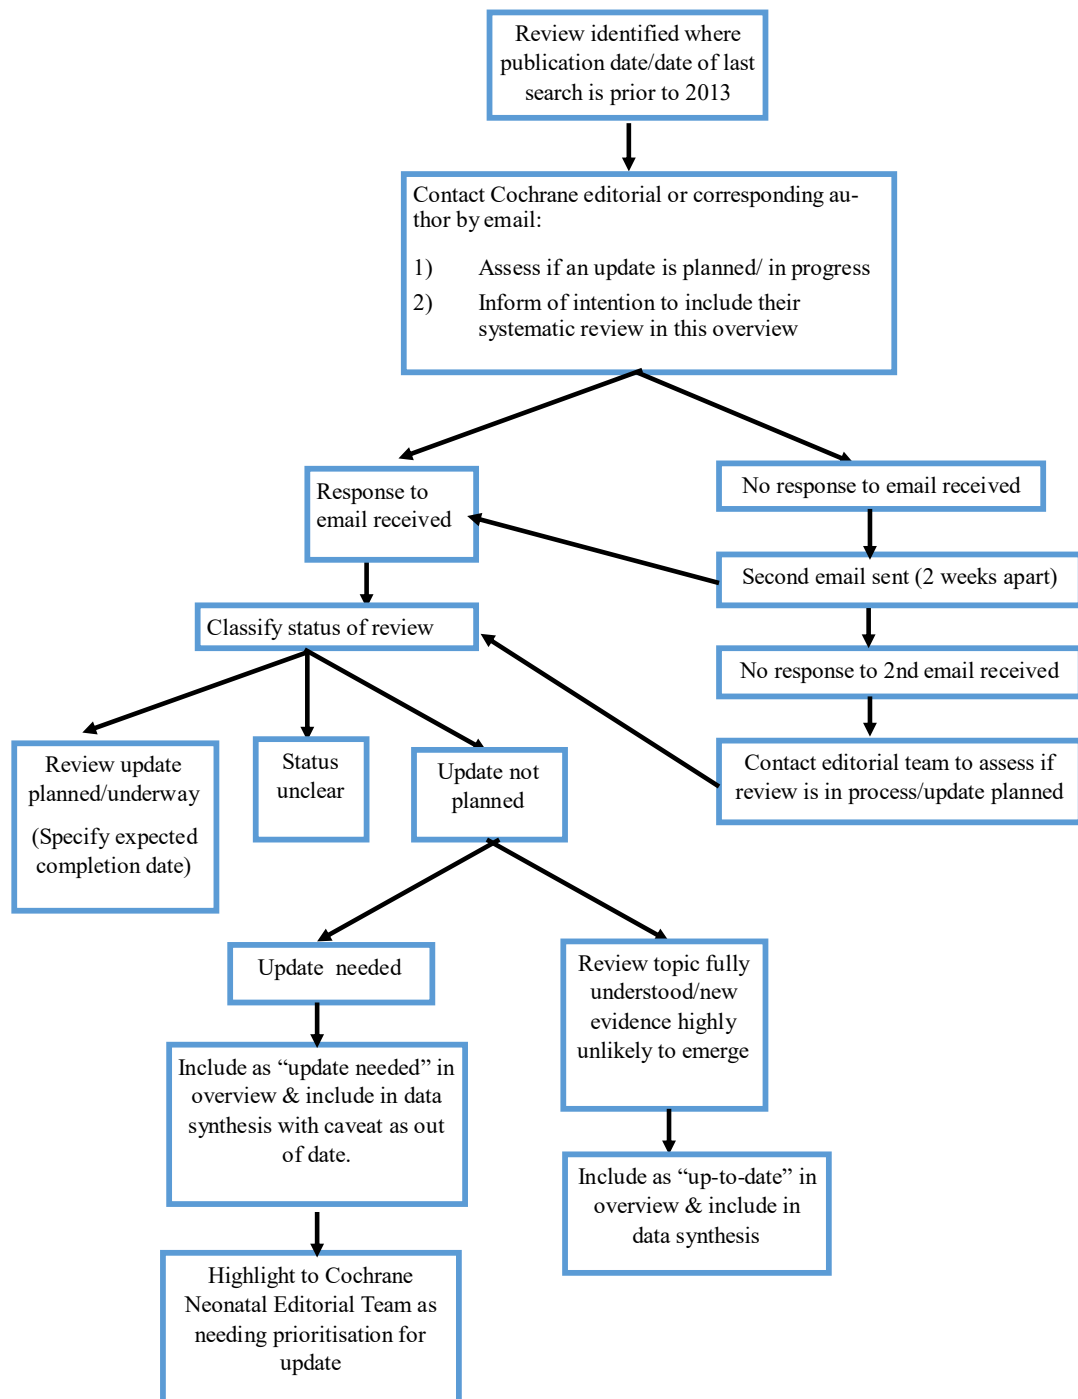 Review identified where
publication date/date of last
search is prior to 2013
Contact Cochrane editorial or corresponding au-
thor by email:
1) Assess if an update is planned/ in progress
2) Inform of intention to include their
systematic review in this overview
Response to
email received
No response to email received
Second email sent (2 weeks apart)
Classify status of review
No response to 2nd email received
Contact editorial team to assess if
review is in process/update planned
Review update
planned/underway
(Specify expected
completion date)
Status
unclear
Update not
planned
Update  needed
Review topic fully
understood/new
evidence highly
unlikely to emerge
Include as “update needed” in
overview & include in data
synthesis with caveat as out
of date.
Include as “up-to-date” in
overview & include in
data synthesis
Highlight to Cochrane
Neonatal Editorial Team as
needing prioritisation for
update